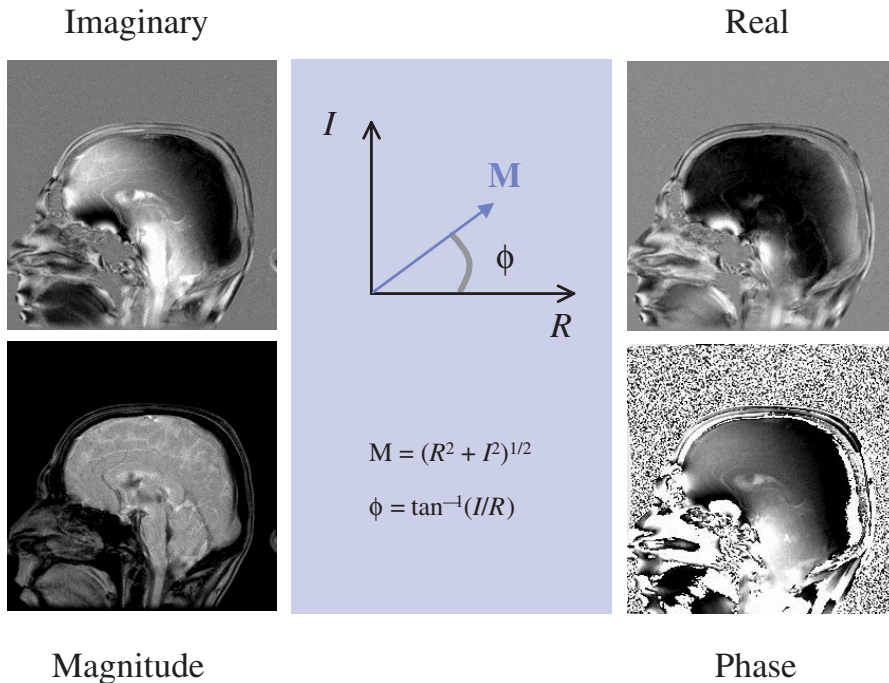 Imaginary
Real
I
M
ϕ
R
M = (R² + I²)¹/²
ϕ = tan⁻¹(I/R)
Magnitude
Phase